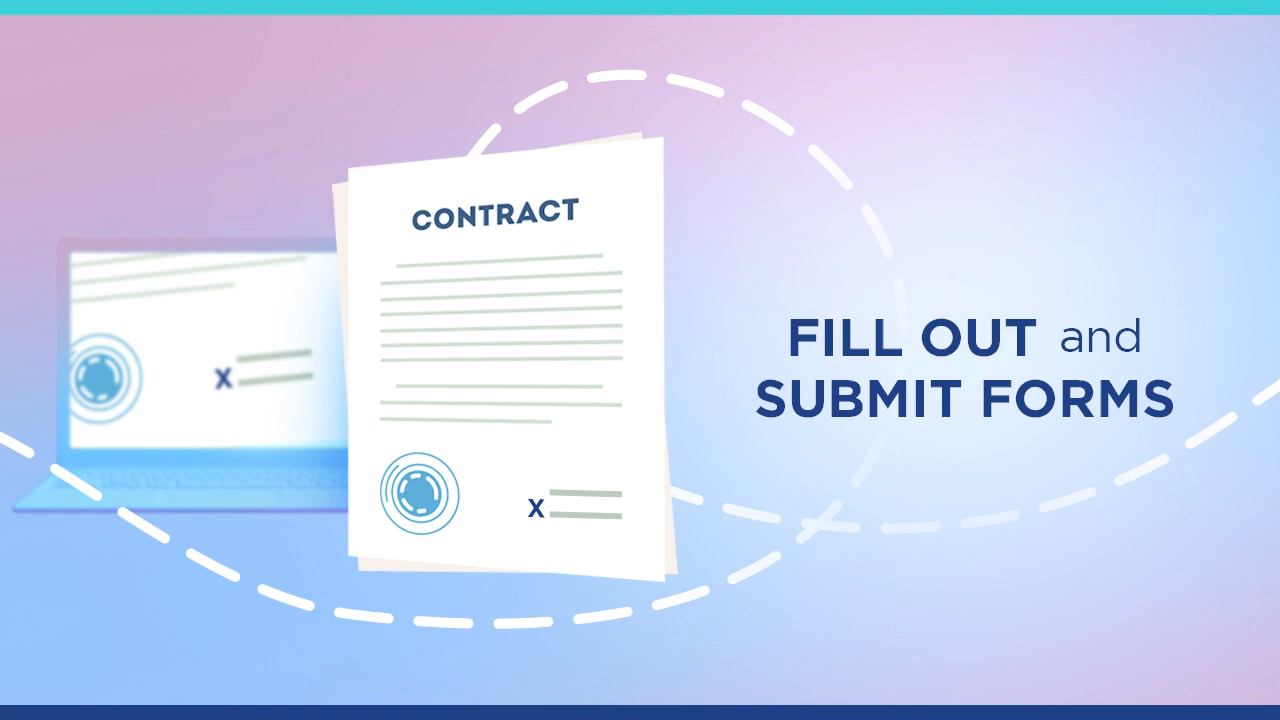 CONTRACT
X
X
FILL OUT and
SUBMIT FORMS